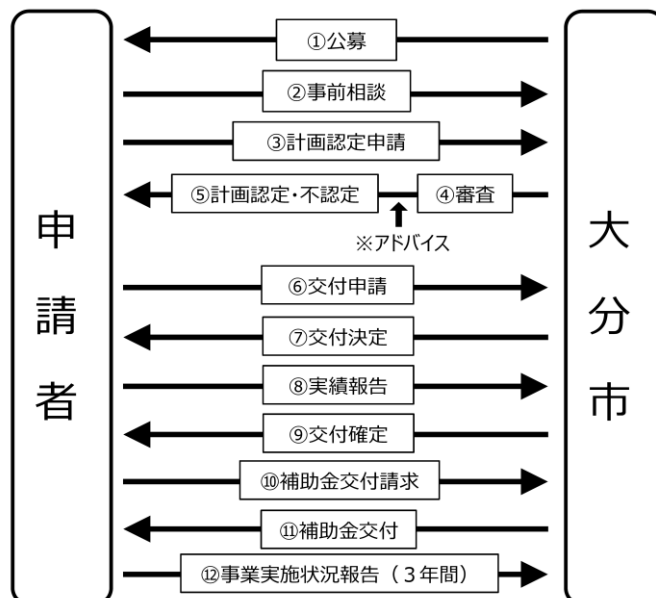 申請者
①公募
②事前相談
③計画認定申請
⑤計画認定・不認定
④審査
※アドバイス
⑥交付申請
⑦交付決定
⑧実績報告
⑨交付確定
⑩補助金交付請求
⑪補助金交付
⑫事業実施状況報告（３年間）
大分市